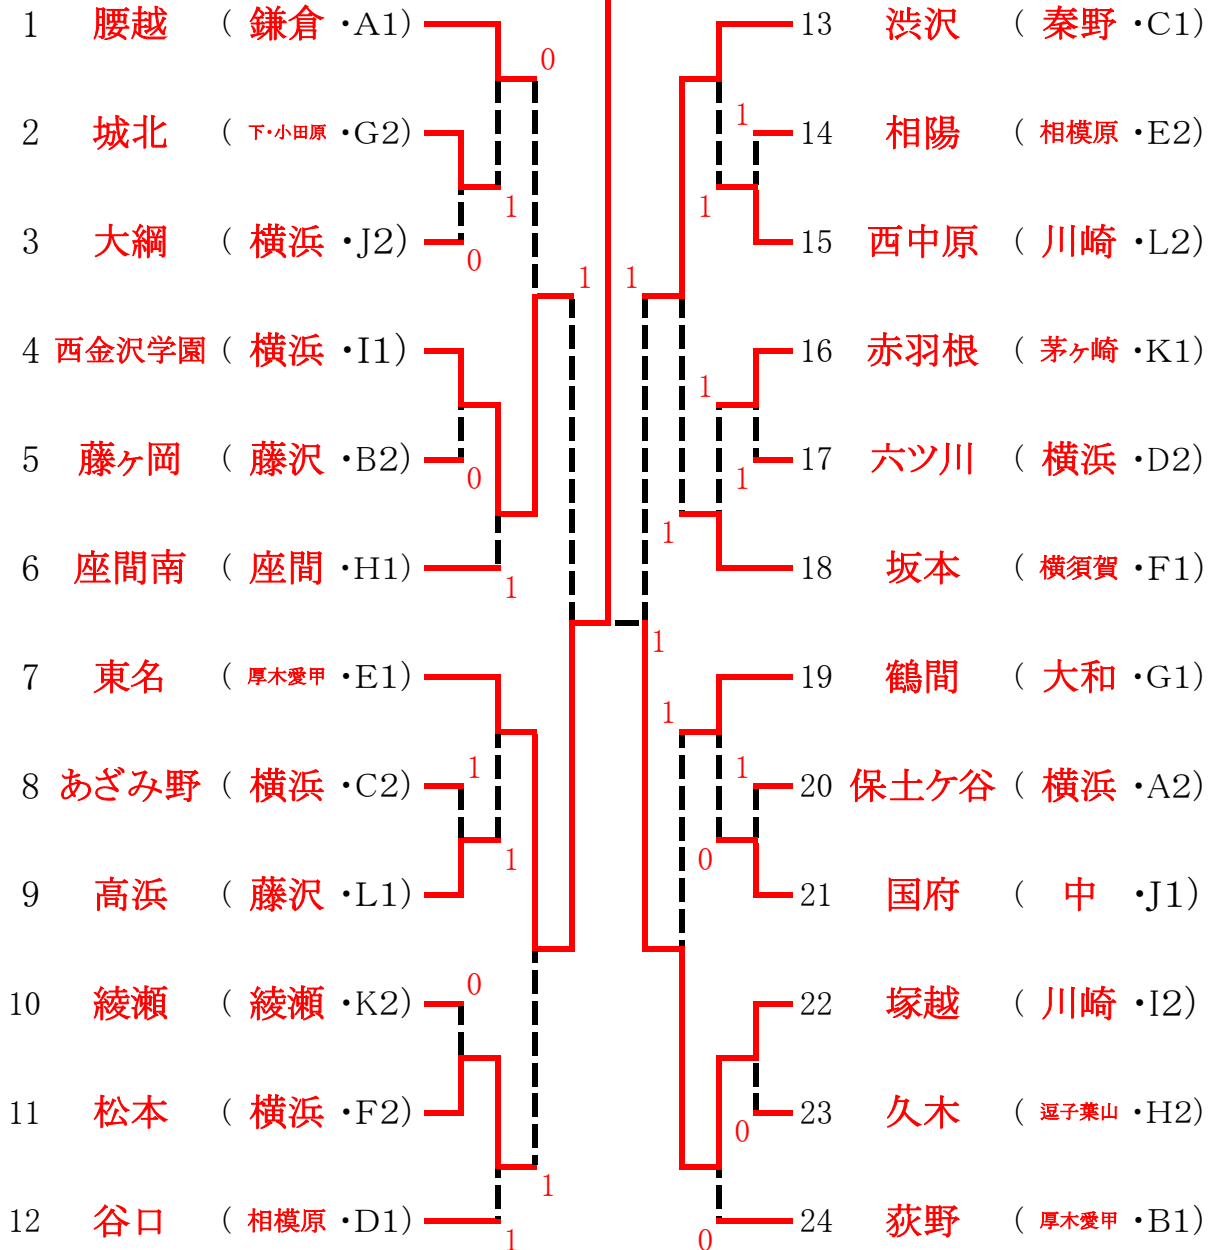 1 腰越 ( 鎌倉 ・A1)
0
2 城北 ( 下・小田原 ・G2)
1
3 大綱 ( 横浜 ・J2)
0
1
4 西金沢学園 ( 横浜 ・I1)
5 藤ヶ岡 ( 藤沢 ・B2)
0
6 座間南 ( 座間 ・H1)
1
7 東名 ( 厚木愛甲 ・E1)
1
8 あざみ野 ( 横浜 ・C2)
1
9 高浜 ( 藤沢 ・L1)
0
10 綾瀬 ( 綾瀬 ・K2)
11 松本 ( 横浜 ・F2)
1
12 谷口 ( 相模原 ・D1)
1
13 渋沢 ( 秦野 ・C1)
1
14 相陽 ( 相模原 ・E2)
1
15 西中原 ( 川崎 ・L2)
1
16 赤羽根 ( 茅ヶ崎 ・K1)
1
17 六ツ川 ( 横浜 ・D2)
1
1
18 坂本 ( 横須賀 ・F1)
1
19 鶴間 ( 大和 ・G1)
1
1
20 保土ケ谷 ( 横浜 ・A2)
0
21 国府 ( 中 ・J1)
22 塚越 ( 川崎 ・I2)
23 久木 ( 逗子葉山 ・H2)
0
24 荻野 ( 厚木愛甲 ・B1)
0